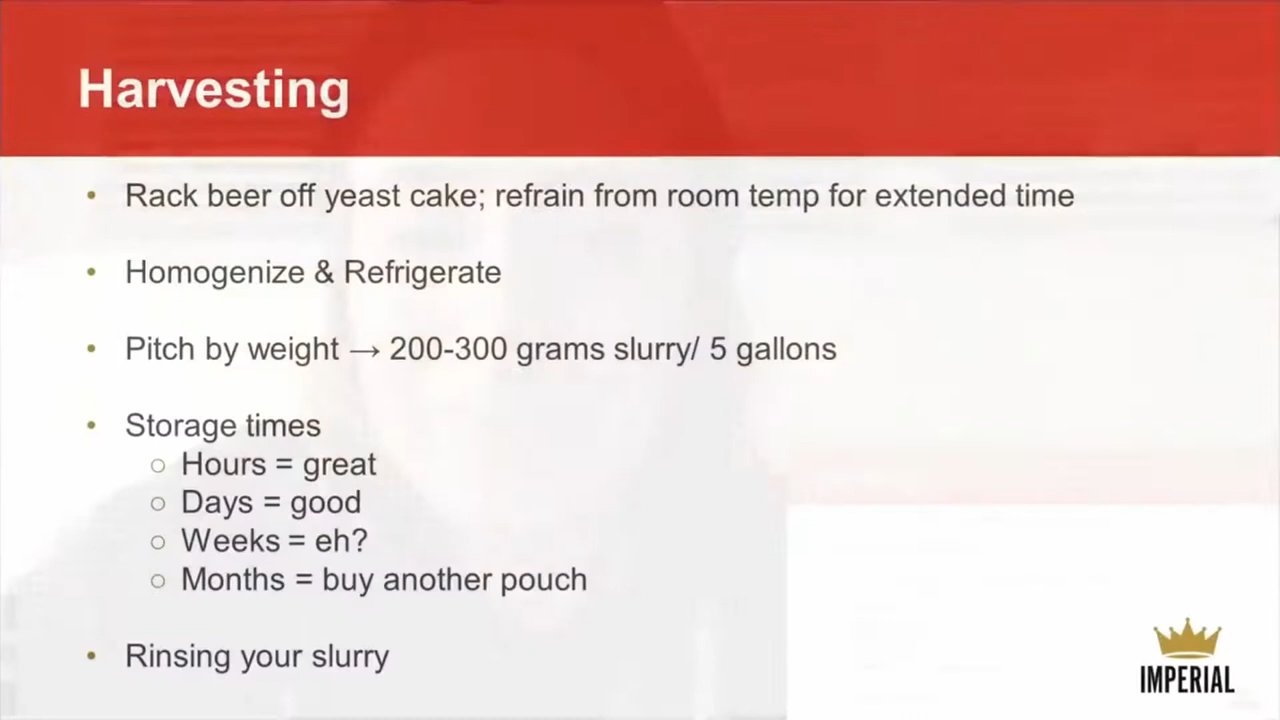 Harvesting
• Rack beer off yeast cake; refrain from room temp for extended time
• Homogenize & Refrigerate
• Pitch by weight → 200-300 grams slurry/ 5 gallons
• Storage times
○ Hours = great
○ Days = good
○ Weeks = eh?
○ Months = buy another pouch
• Rinsing your slurry
IMPERIAL